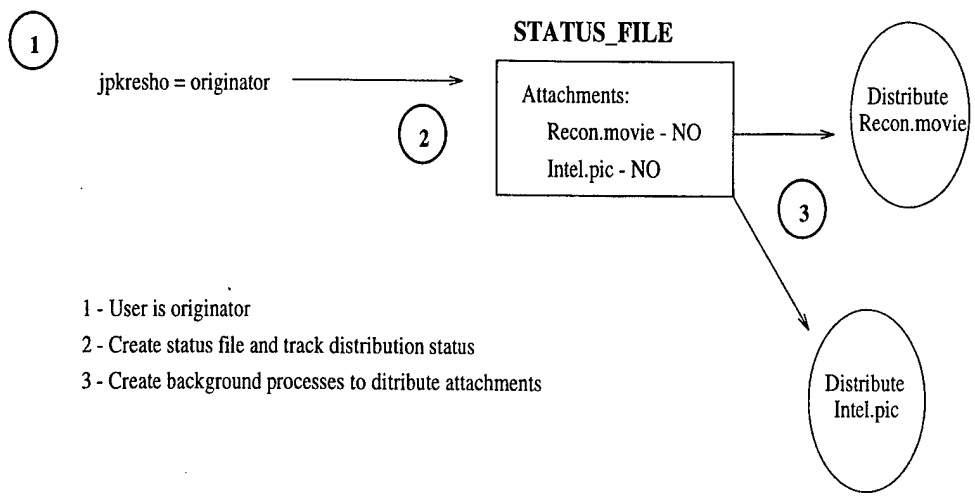 1
STATUS_FILE
jpkresho = originator
2
Attachments:
Recon.movie - NO
Intel.pic - NO
Distribute
Recon.movie
3
1 - User is originator
2 - Create status file and track distribution status
3 - Create background processes to ditribute attachments
Distribute
Intel.pic